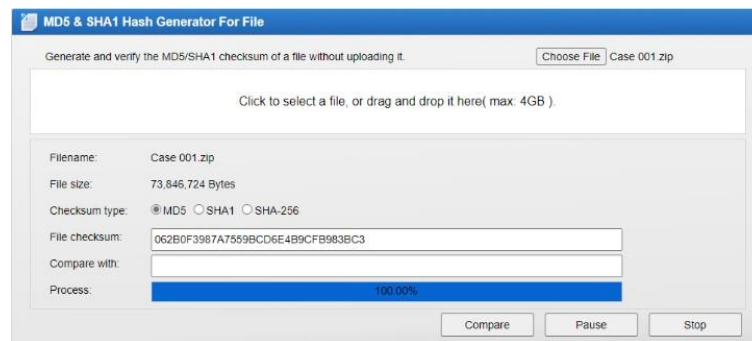 MD5 & SHA1 Hash Generator For File
Generate and verify the MD5/SHA1 checksum of a file without uploading it. Choose File Case 001.zip
Click to select a file, or drag and drop it here( max: 4GB ).
Filename: Case 001.zip
File size: 73,846,724 Bytes
Checksum type: MD5 SHA1 SHA-256
File checksum: 062B0F3987A7559BCD6E4B9CFB983BC3
Compare with:
Process: 100.00%
Compare Pause Stop